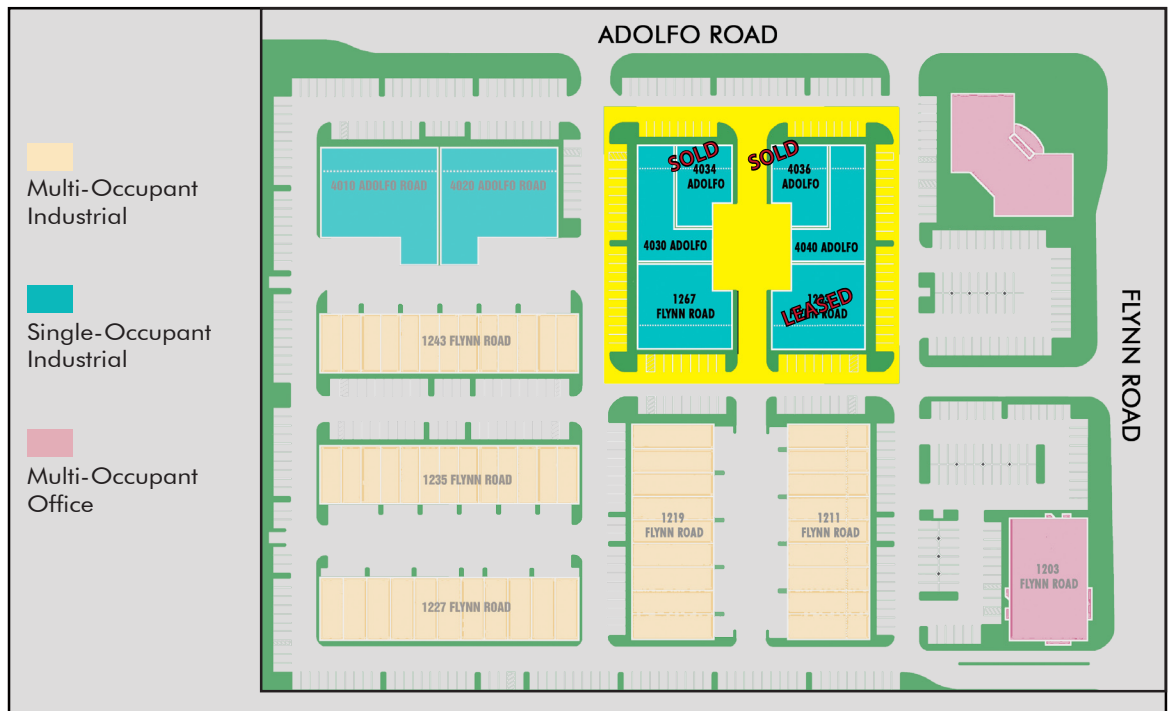 ADOLFO ROAD
Multi-Occupant
Industrial
Single-Occupant
Industrial
Multi-Occupant
Office
4010 ADOLFO ROAD
4020 ADOLFO ROAD
SOLD
4034
ADOLFO
SOLD
4036
ADOLFO
4030 ADOLFO
4040 ADOLFO
1267
FLYNN ROAD
LEASED
ROAD
FLYNN ROAD
1243 FLYNN ROAD
1235 FLYNN ROAD
1227 FLYNN ROAD
1219
FLYNN ROAD
1211
FLYNN ROAD
1203
FLYNN ROAD